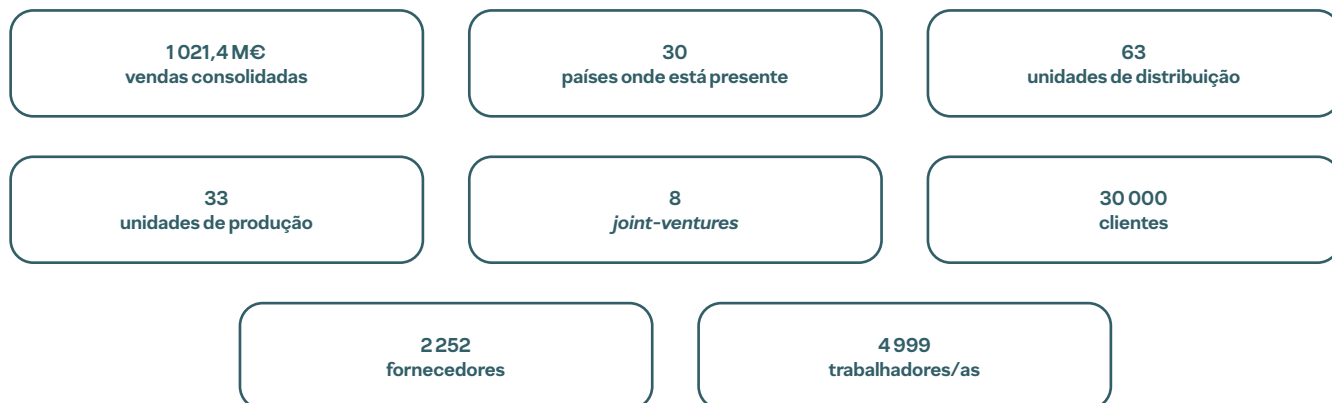 1 021,4 M€
vendas consolidadas
30
países onde está presente
63
unidades de distribuição
33
unidades de produção
8
joint-ventures
30 000
clientes
2 252
fornecedores
4 999
trabalhadores/as